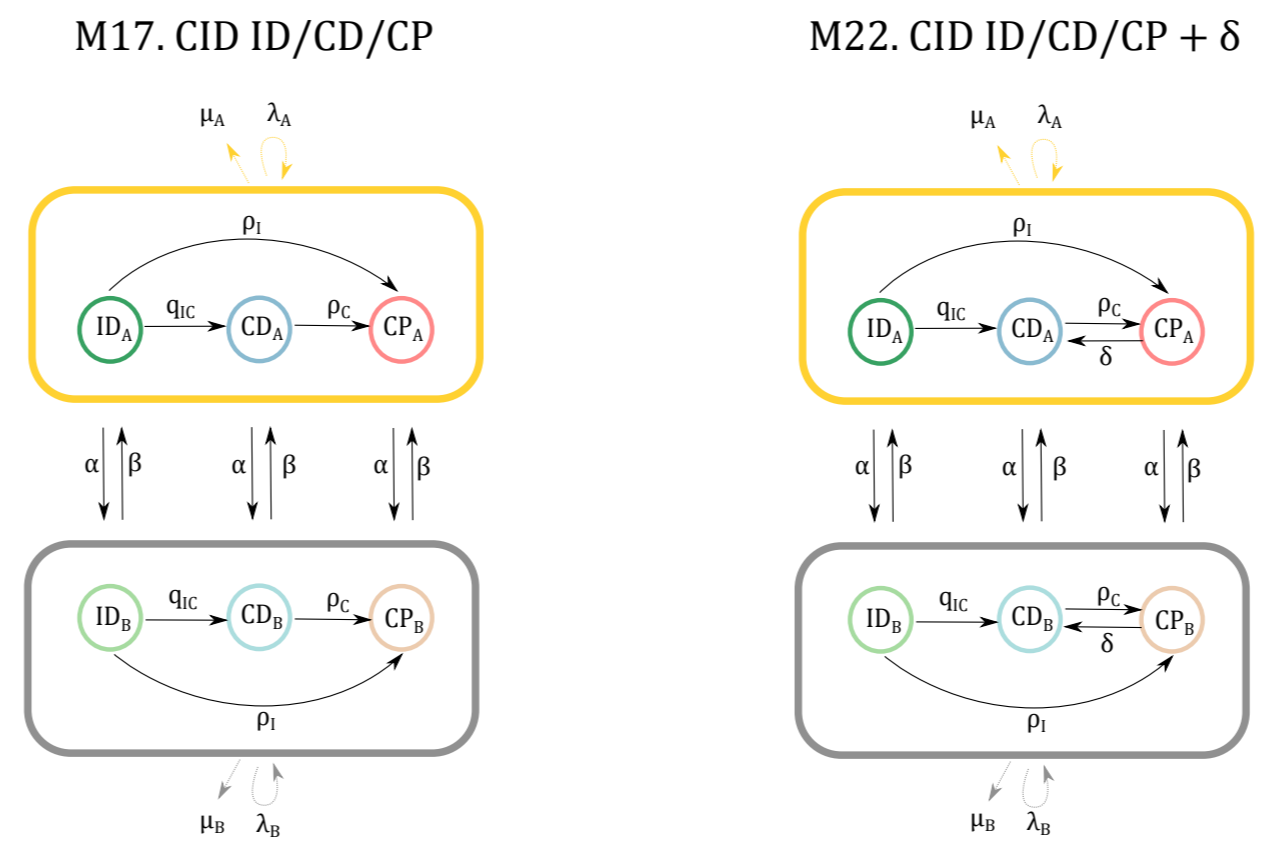 M17. CID ID/CD/CP
μA λA
ρI
qIC ρC
IDA CDA CPA
α β α β α β
qIC ρC
IDB CDB CPB
ρI
μB λB
M22. CID ID/CD/CP + δ
μA λA
ρI
qIC ρC
IDA CDA CPA
δ
α β α β α β
qIC ρC
IDB CDB CPB
δ
ρI
μB λB